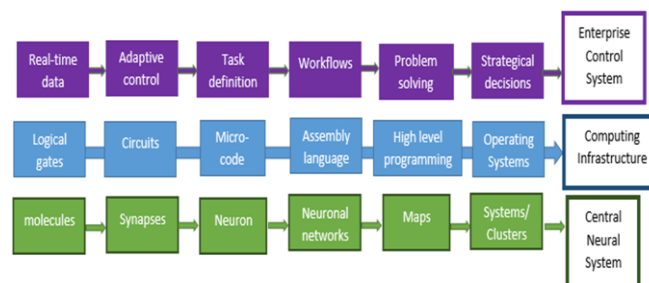 Real-time
data
Adaptive
control
Task
definition
Workflows
Problem
solving
Strategical
decisions
Enterprise
Control
System
Logical
gates
Circuits
Micro-
code
Assembly
language
High level
programming
Operating
Systems
Computing
Infrastructure
molecules
Synapses
Neuron
Neuronal
networks
Maps
Systems/
Clusters
Central
Neural
System